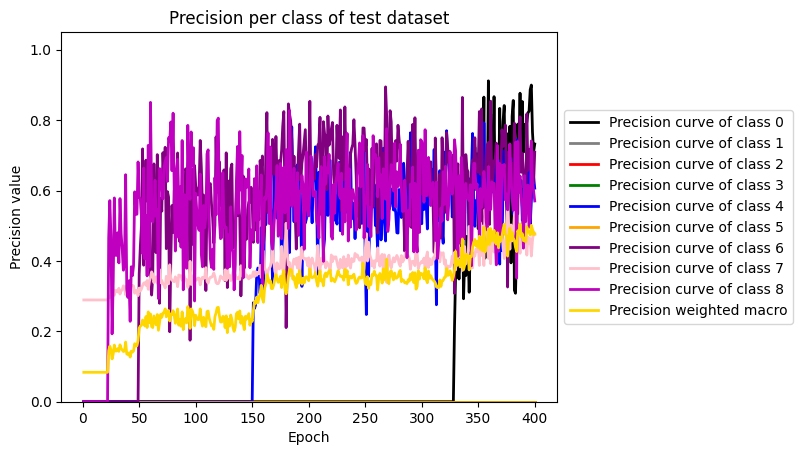 Precision per class of test dataset
1.0
0.8
0.6
0.4
0.2
0.0
Precision value
0 50 100 150 200 250 300 350 400
Epoch
Precision curve of class 0
Precision curve of class 1
Precision curve of class 2
Precision curve of class 3
Precision curve of class 4
Precision curve of class 5
Precision curve of class 6
Precision curve of class 7
Precision curve of class 8
Precision weighted macro